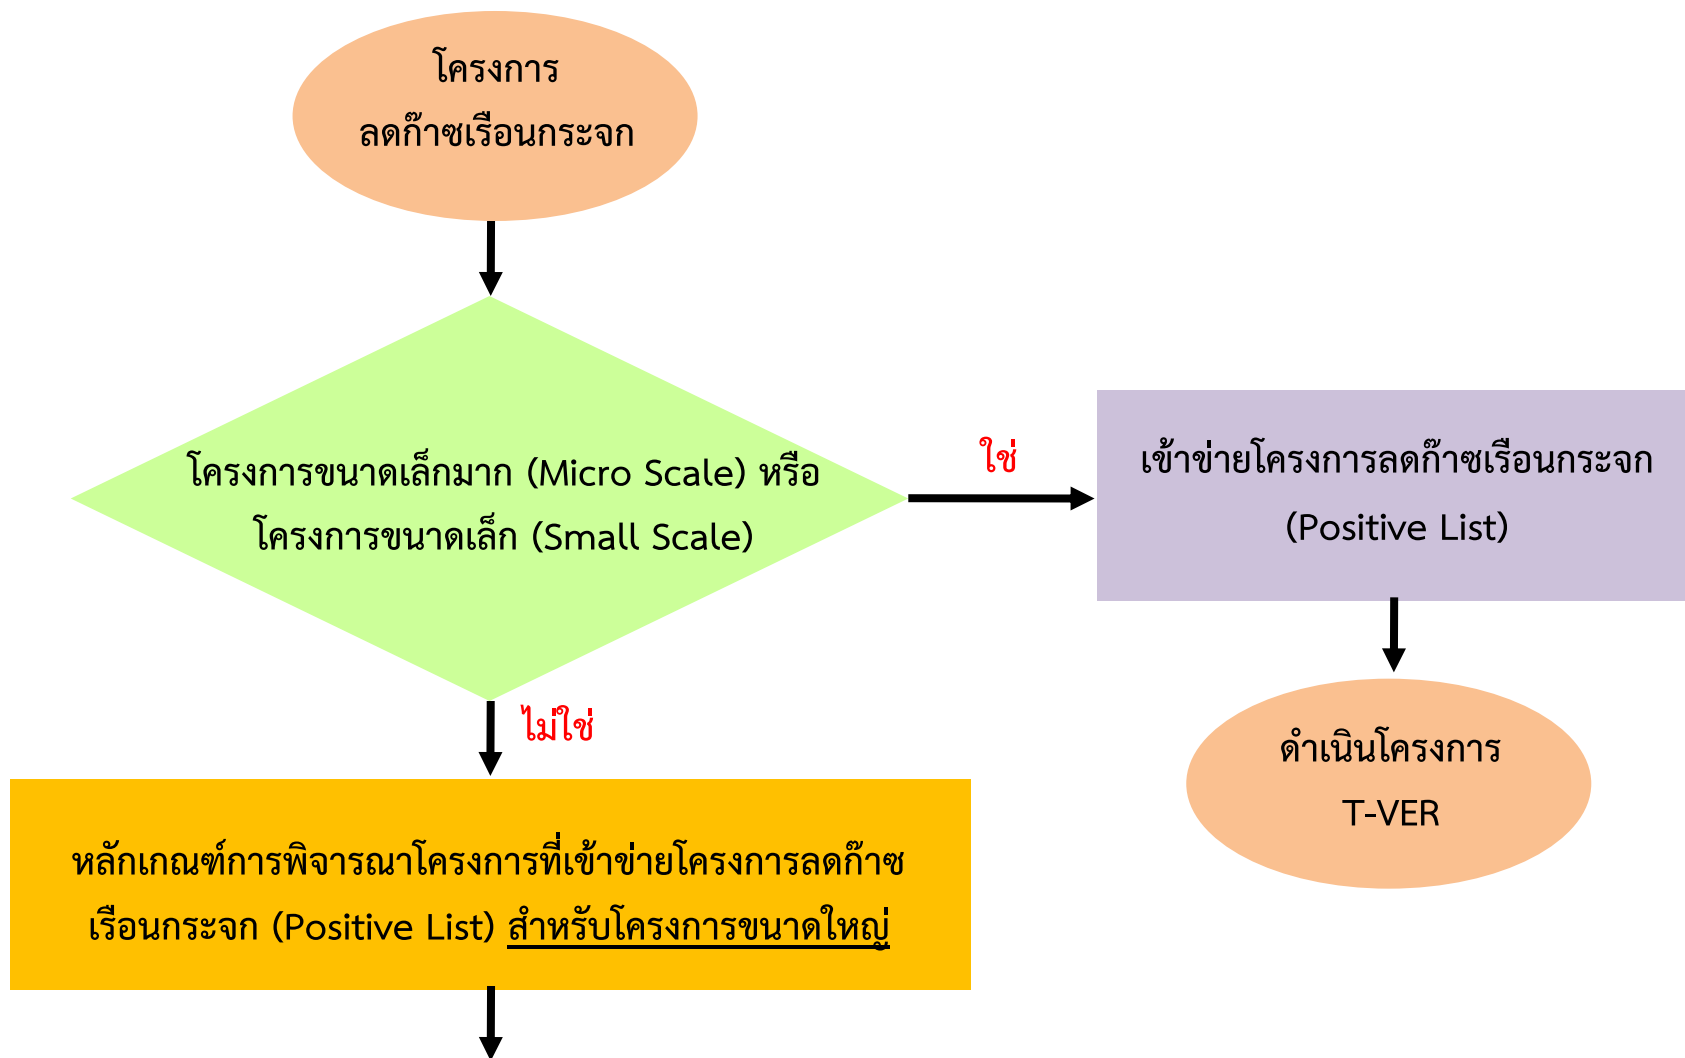 โครงการ
ลดก๊าซเรือนกระจก
โครงการขนาดเล็กมาก (Micro Scale) หรือ
โครงการขนาดเล็ก (Small Scale)
ใช่
เข้าข่ายโครงการลดก๊าซเรือนกระจก
(Positive List)
ไม่ใช่
ดำเนินโครงการ
T-VER
หลักเกณฑ์การพิจารณาโครงการที่เข้าข่ายโครงการลดก๊าซ
เรือนกระจก (Positive List) สำหรับโครงการขนาดใหญ่